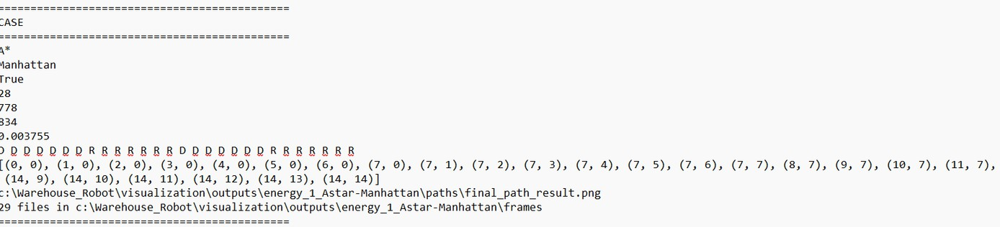 =============================================
CASE
=============================================
A*
Manhattan
True
28
778
834
0.003755
D D D D D D D R R R R R R R D D D D D D D R R R R R R R
[(0, 0), (1, 0), (2, 0), (3, 0), (4, 0), (5, 0), (6, 0), (7, 0), (7, 1), (7, 2), (7, 3), (7, 4), (7, 5), (7, 6), (7, 7), (8, 7), (9, 7), (10, 7), (11, 7),
(14, 9), (14, 10), (14, 11), (14, 12), (14, 13), (14, 14)]
c:\Warehouse_Robot\visualization\outputs\energy_1_Astar-Manhattan\paths\final_path_result.png
29 files in c:\Warehouse_Robot\visualization\outputs\energy_1_Astar-Manhattan\frames
=============================================